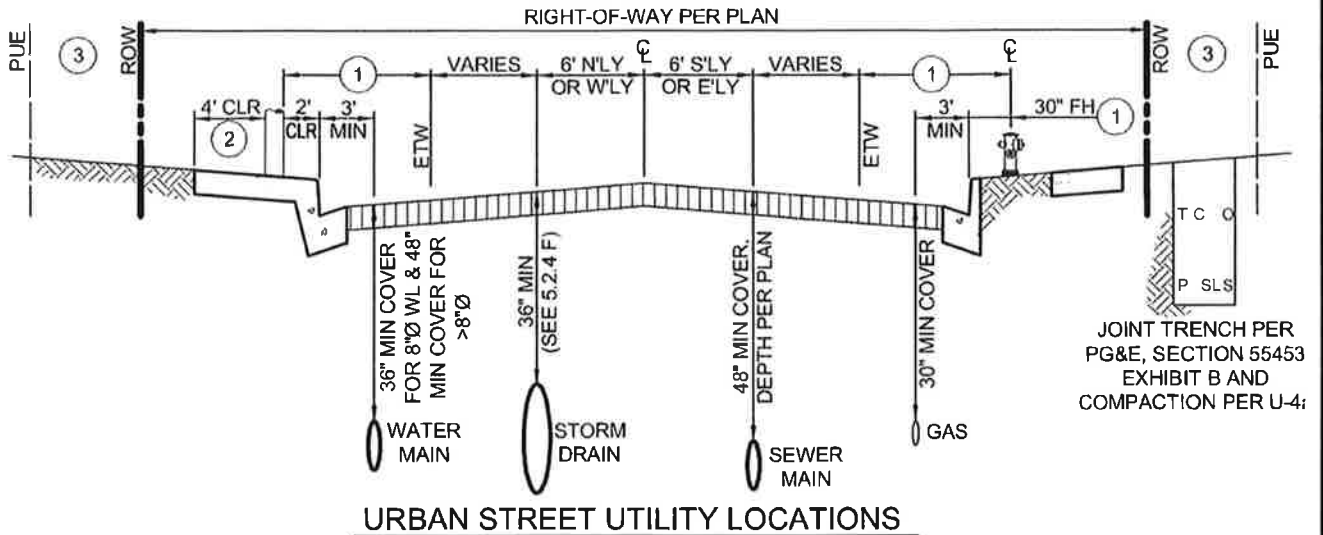 RIGHT-OF-WAY PER PLAN
PUE
3
ROW
1
VARIES
6' N'LY
OR W'LY
℄
6' S'LY
OR E'LY
VARIES
1
℄
ROW
3
PUE
4' CLR
2
2'
CLR
3'
MIN
ETW
ETW
3'
MIN
30" FH
1
36" MIN COVER
FOR 8"Ø WL & 48"
MIN COVER FOR
>8"Ø
36" MIN
(SEE 5.2.4 F)
48" MIN COVER.
DEPTH PER PLAN
30" MIN COVER
T C O
P SLS
JOINT TRENCH PER
PG&E, SECTION 55453
EXHIBIT B AND
COMPACTION PER
WATER
MAIN
STORM
DRAIN
SEWER
MAIN
GAS
URBAN STREET UTILITY LOCATIONS